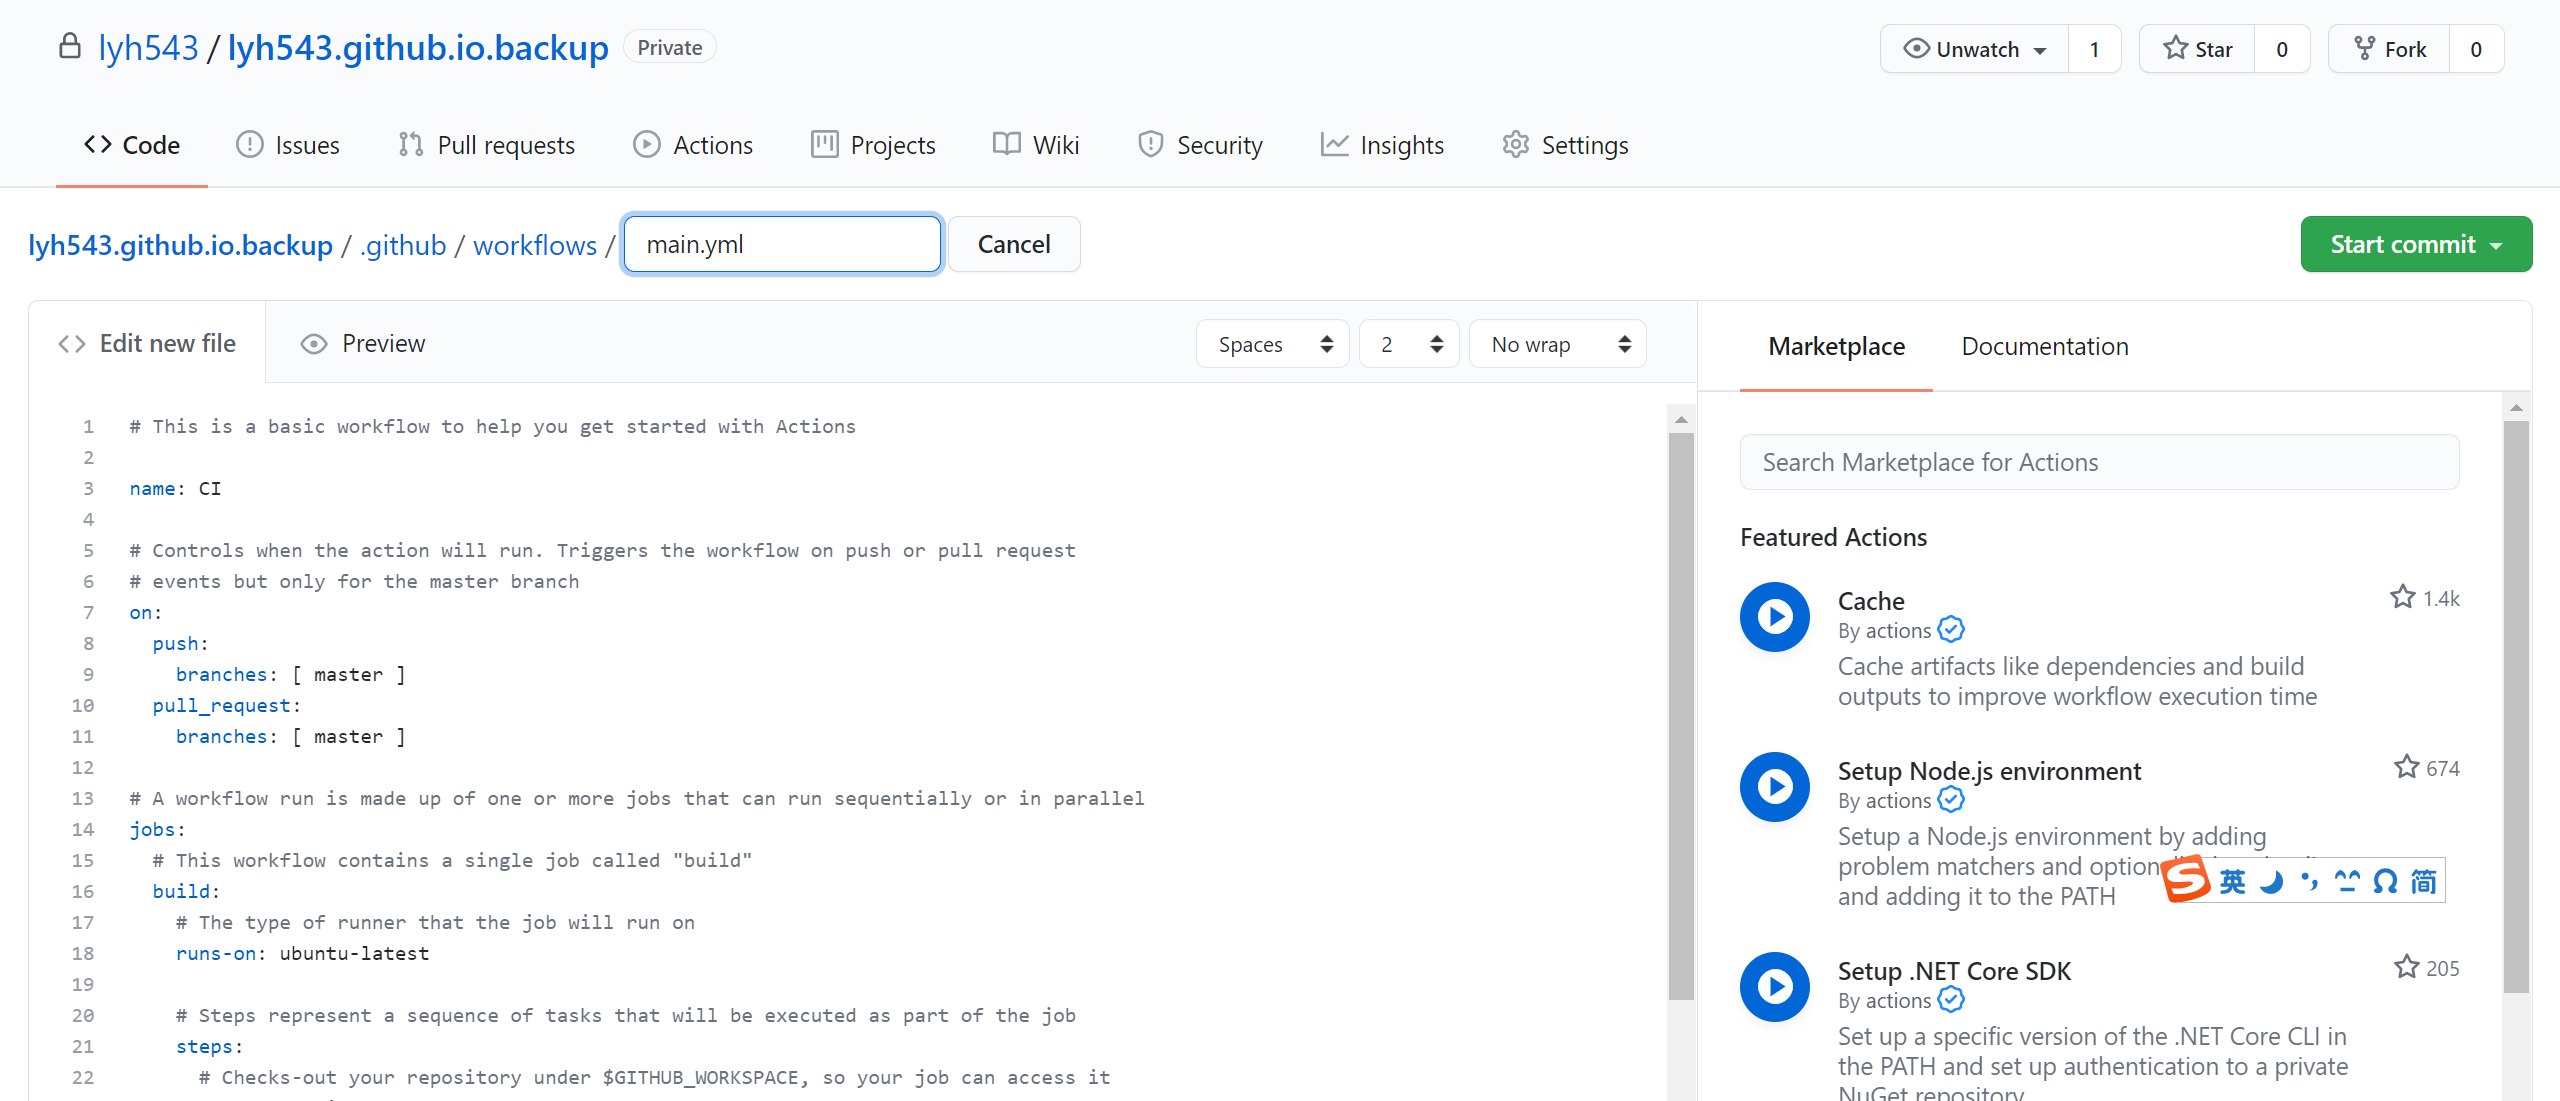 lyh543 / lyh543.github.io.backup Private
Unwatch 1 Star 0 Fork 0
Code Issues Pull requests Actions Projects Wiki Security Insights Settings
lyh543.github.io.backup / .github / workflows / main.yml Cancel Start commit
Edit new file Preview Spaces 2 No wrap
1 # This is a basic workflow to help you get started with Actions
2
3 name: CI
4
5 # Controls when the action will run. Triggers the workflow on push or pull request
6 # events but only for the master branch
7 on:
8 push:
9 branches: [ master ]
10 pull_request:
11 branches: [ master ]
12
13 # A workflow run is made up of one or more jobs that can run sequentially or in parallel
14 jobs:
15 # This workflow contains a single job called "build"
16 build:
17 # The type of runner that the job will run on
18 runs-on: ubuntu-latest
19
20 # Steps represent a sequence of tasks that will be executed as part of the job
21 steps:
22 # Checks-out your repository under $GITHUB_WORKSPACE, so your job can access it
Marketplace Documentation
Search Marketplace for Actions
Featured Actions
Cache 1.4k
By actions
Cache artifacts like dependencies and build
outputs to improve workflow execution time
Setup Node.js environment 674
By actions
Setup a Node.js environment by adding
problem matchers and option
and adding it to the PATH
S 英 简
Setup .NET Core SDK 205
By actions
Set up a specific version of the .NET Core CLI in
the PATH and set up authentication to a private
NuGet repository